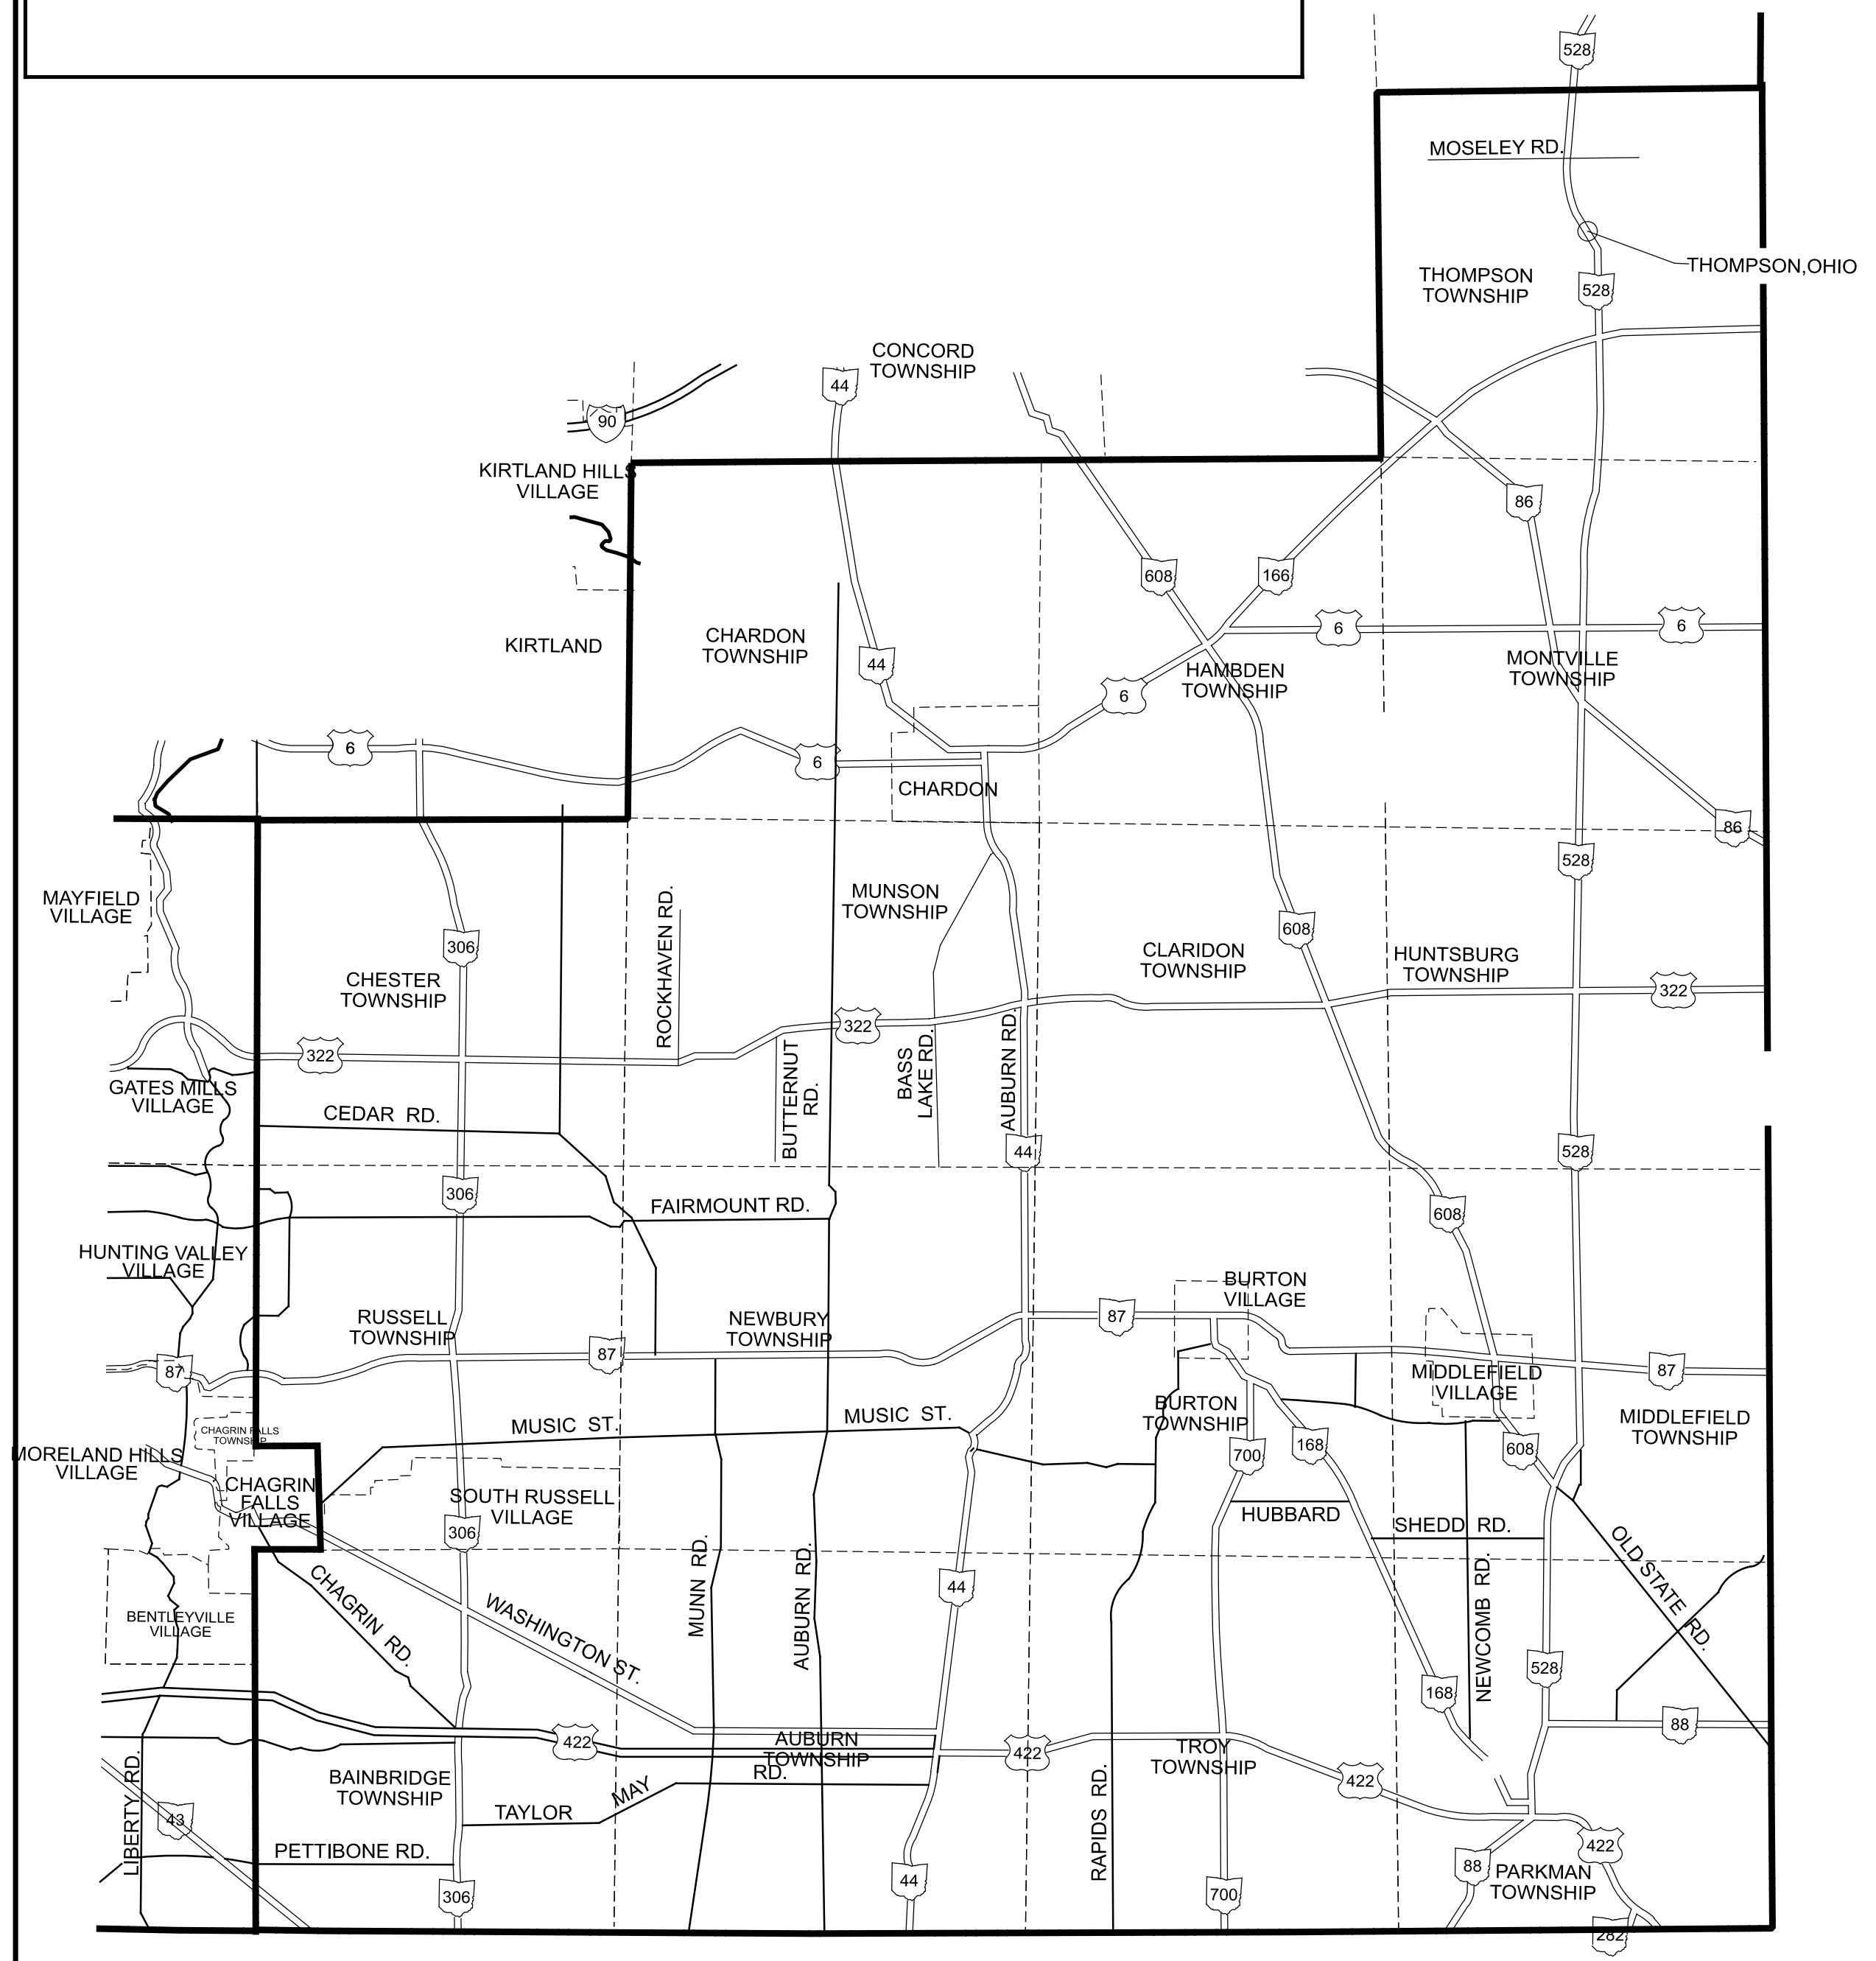 528
MOSELEY RD.
THOMPSON,OHIO
THOMPSON
TOWNSHIP
528
CONCORD
TOWNSHIP
44
90
KIRTLAND HILLS
VILLAGE
86
608
166
6
6
KIRTLAND
CHARDON
TOWNSHIP
44
HAMBDEN
TOWNSHIP
MONTVILLE
TOWNSHIP
6
6
6
CHARDON
86
528
MAYFIELD
VILLAGE
MUNSON
TOWNSHIP
ROCKHAVEN RD.
306
608
CLARIDON
TOWNSHIP
HUNTSBURG
TOWNSHIP
CHESTER
TOWNSHIP
322
322
322
GATES MILLS
VILLAGE
BUTTERNUT
RD.
BASS
LAKE RD.
AUBURN RD.
CEDAR RD.
44
528
306
FAIRMOUNT RD.
608
HUNTING VALLEY
VILLAGE
BURTON
VILLAGE
RUSSELL
TOWNSHIP
NEWBURY
TOWNSHIP
87
87
87
87
MIDDLEFIELD
VILLAGE
BURTON
TOWNSHIP
MIDDLEFIELD
TOWNSHIP
MUSIC ST.
MUSIC ST.
CHAGRIN FALLS
TOWNSHIP
MORELAND HILLS
VILLAGE
700
168
608
CHAGRIN
FALLS
VILLAGE
SOUTH RUSSELL
VILLAGE
306
HUBBARD
SHEDD RD.
OLD STATE RD.
CHAGRIN RD.
WASHINGTON ST.
MUNN RD.
AUBURN RD.
44
NEWCOMB RD.
BENTLEYVILLE
VILLAGE
528
168
88
422
AUBURN
TOWNSHIP
422
TROY
TOWNSHIP
422
BAINBRIDGE
TOWNSHIP
TAYLOR
MAY
RD.
LIBERTY RD.
43
RAPIDS RD.
PETTIBONE RD.
422
88
PARKMAN
TOWNSHIP
306
44
700
282